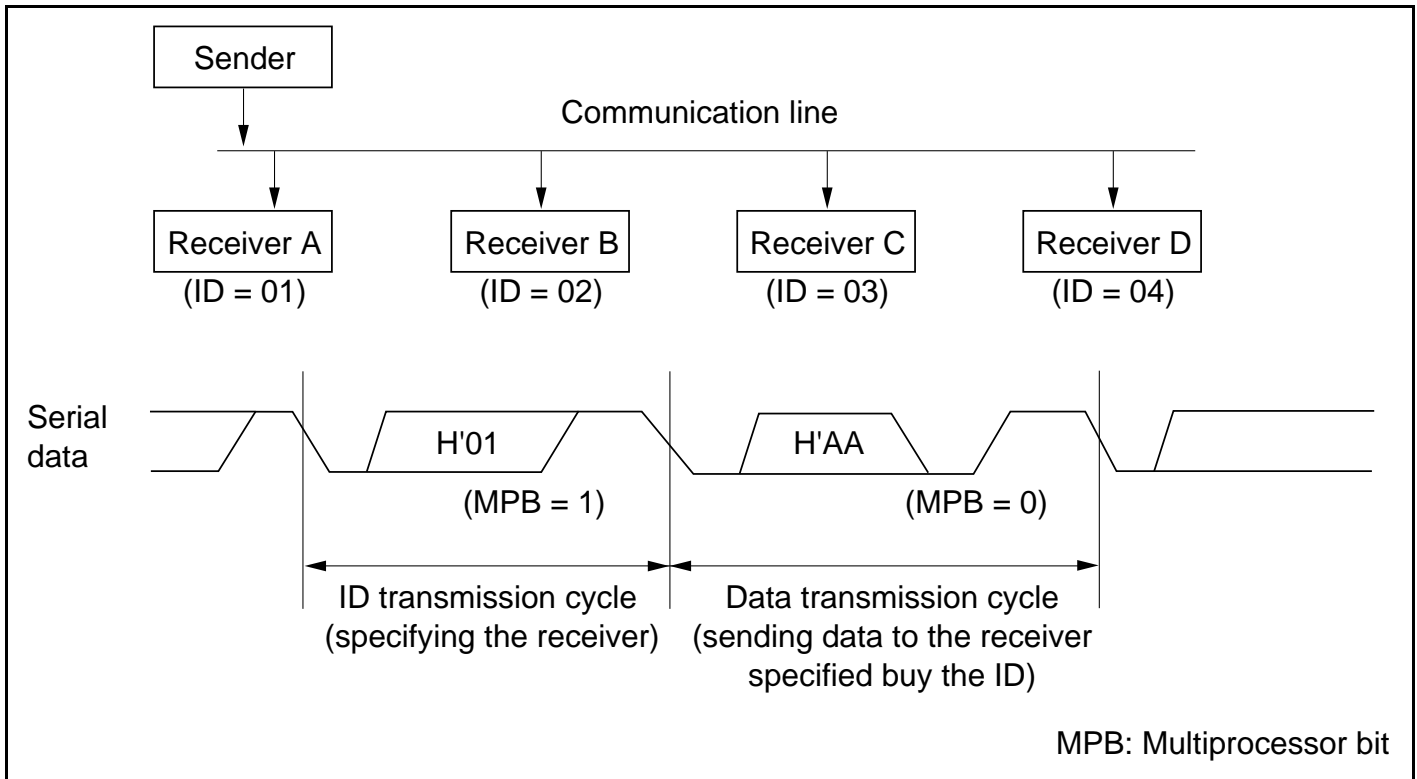 Sender
Communication line
Receiver A
Receiver B
Receiver C
Receiver D
(ID = 01)
(ID = 02)
(ID = 03)
(ID = 04)
Serial
data
H'01
H'AA
(MPB = 1)
(MPB = 0)
ID transmission cycle
(specifying the receiver)
Data transmission cycle
(sending data to the receiver
specified buy the ID)
MPB: Multiprocessor bit